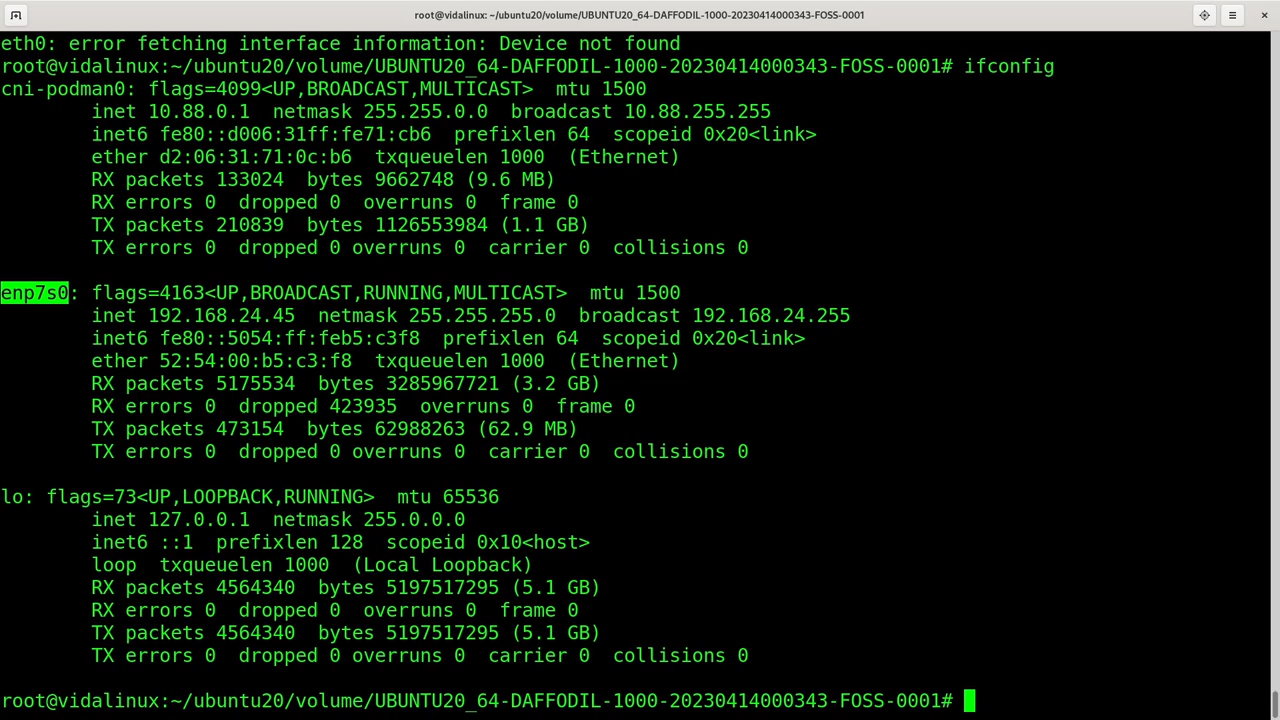 root@vidalinux: ~/ubuntu20/volume/UBUNTU20_64-DAFFODIL-1000-20230414000343-FOSS-0001
eth0: error fetching interface information: Device not found
root@vidalinux:~/ubuntu20/volume/UBUNTU20_64-DAFFODIL-1000-20230414000343-FOSS-0001# ifconfig
cni-podman0: flags=4099<UP,BROADCAST,MULTICAST>  mtu 1500
        inet 10.88.0.1  netmask 255.255.0.0  broadcast 10.88.255.255
        inet6 fe80::d006:31ff:fe71:cb6  prefixlen 64  scopeid 0x20<link>
        ether d2:06:31:71:0c:b6  txqueuelen 1000  (Ethernet)
        RX packets 133024  bytes 9662748 (9.6 MB)
        RX errors 0  dropped 0  overruns 0  frame 0
        TX packets 210839  bytes 1126553984 (1.1 GB)
        TX errors 0  dropped 0 overruns 0  carrier 0  collisions 0
enp7s0: flags=4163<UP,BROADCAST,RUNNING,MULTICAST>  mtu 1500
        inet 192.168.24.45  netmask 255.255.255.0  broadcast 192.168.24.255
        inet6 fe80::5054:ff:feb5:c3f8  prefixlen 64  scopeid 0x20<link>
        ether 52:54:00:b5:c3:f8  txqueuelen 1000  (Ethernet)
        RX packets 5175534  bytes 3285967721 (3.2 GB)
        RX errors 0  dropped 423935  overruns 0  frame 0
        TX packets 473154  bytes 62988263 (62.9 MB)
        TX errors 0  dropped 0 overruns 0  carrier 0  collisions 0
lo: flags=73<UP,LOOPBACK,RUNNING>  mtu 65536
        inet 127.0.0.1  netmask 255.0.0.0
        inet6 ::1  prefixlen 128  scopeid 0x10<host>
        loop  txqueuelen 1000  (Local Loopback)
        RX packets 4564340  bytes 5197517295 (5.1 GB)
        RX errors 0  dropped 0  overruns 0  frame 0
        TX packets 4564340  bytes 5197517295 (5.1 GB)
        TX errors 0  dropped 0 overruns 0  carrier 0  collisions 0
root@vidalinux:~/ubuntu20/volume/UBUNTU20_64-DAFFODIL-1000-20230414000343-FOSS-0001#